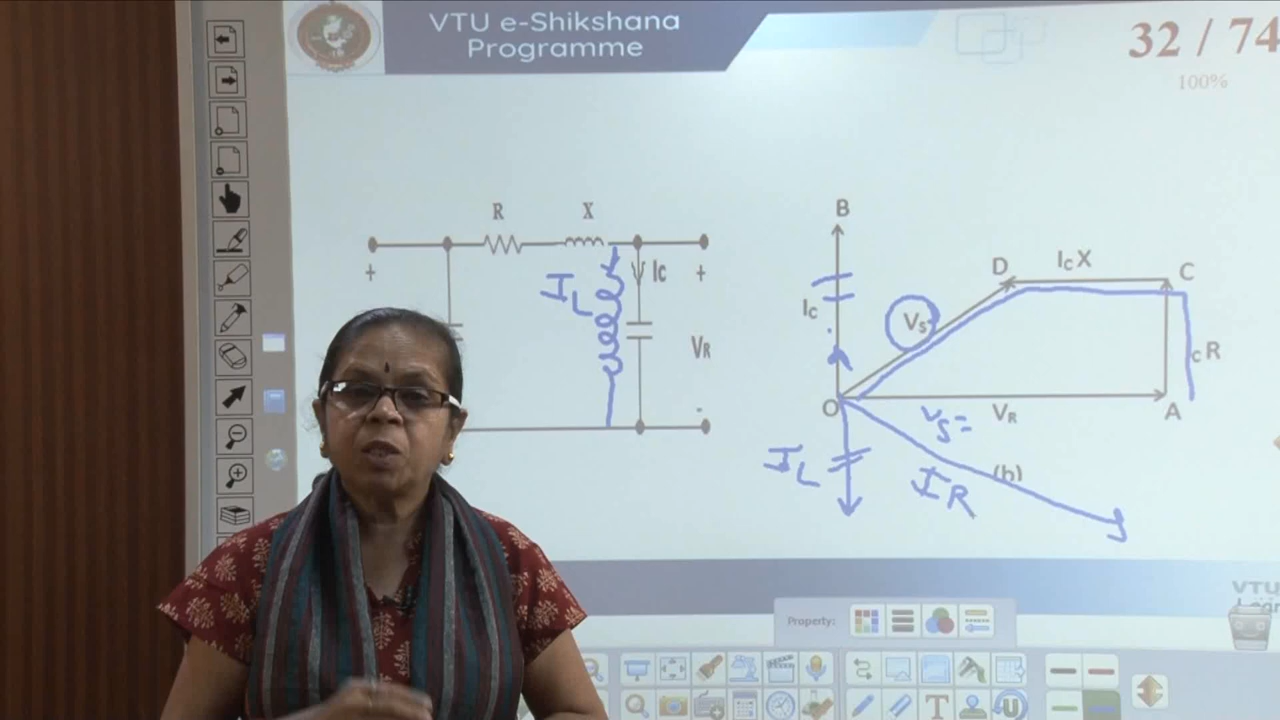 VTU e-Shikshana
Programme
32 / 74
100%
R
X
+
IL
IC
+
VR
-
B
IC
D
ICX
C
VS
CR
O
VR
A
VS=
IL
IR
(b)
VTU
Property:
T
U